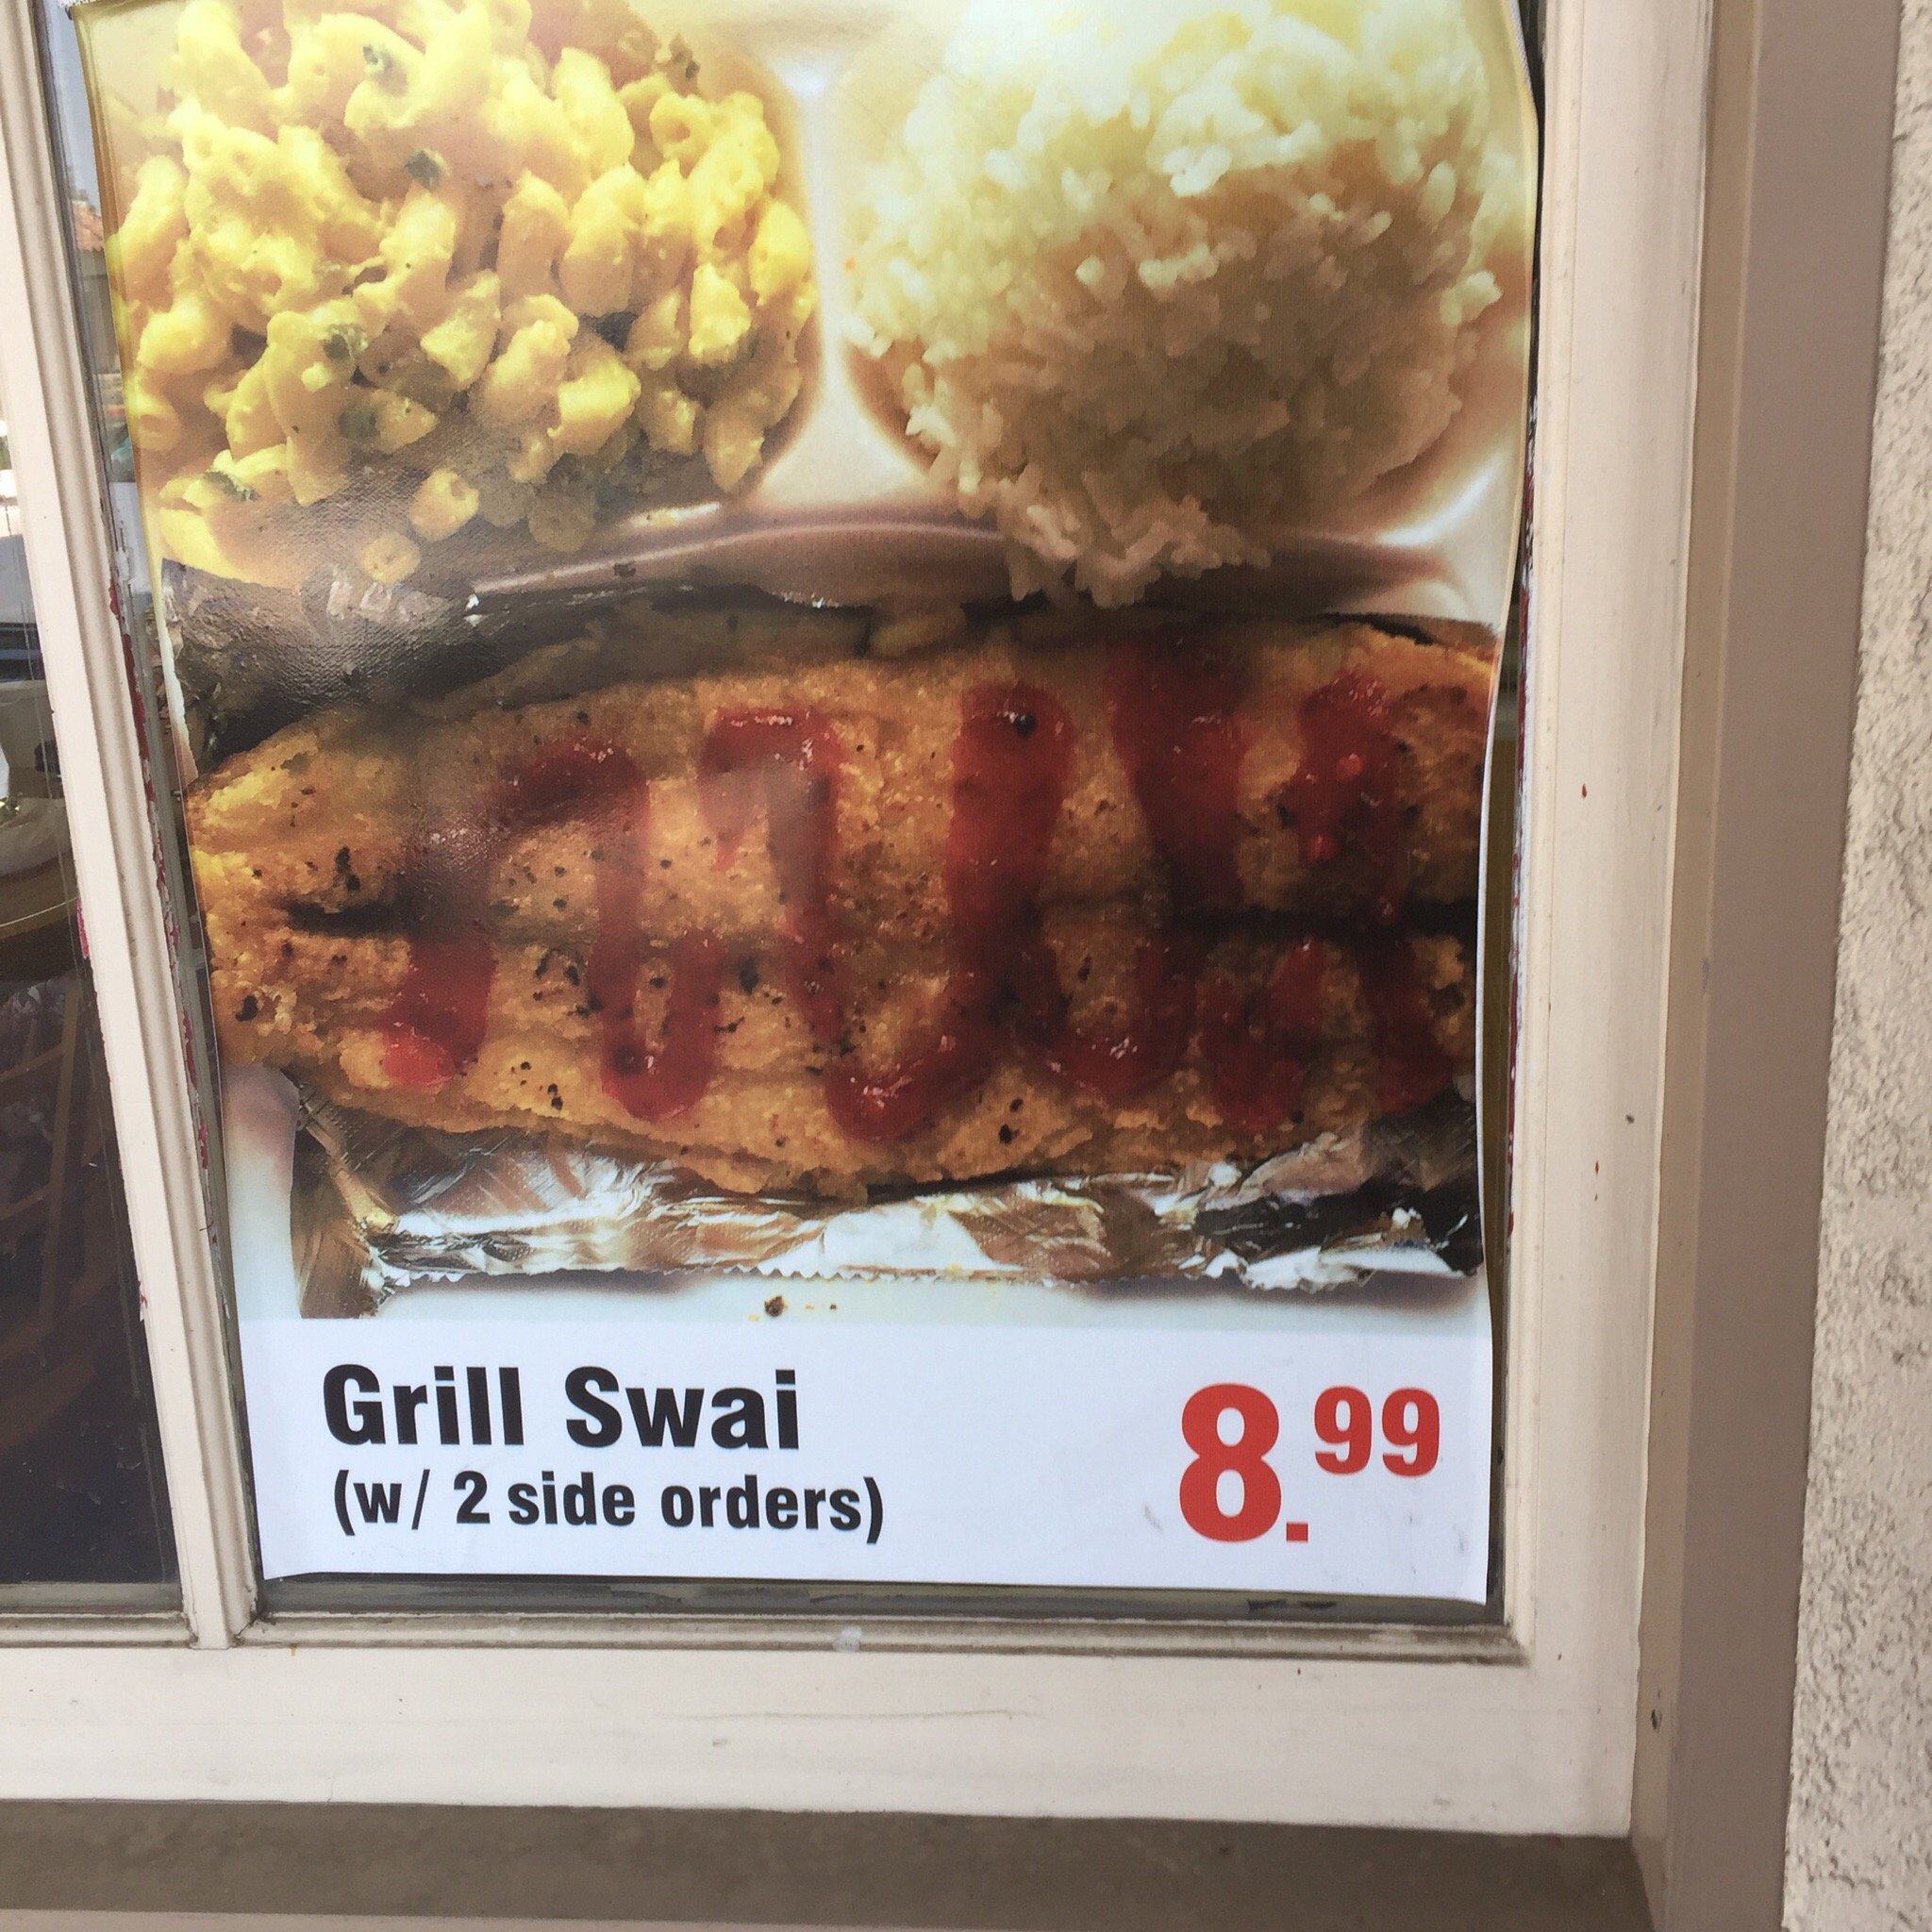 Grill Swai
(w/ 2 side orders)
8.99